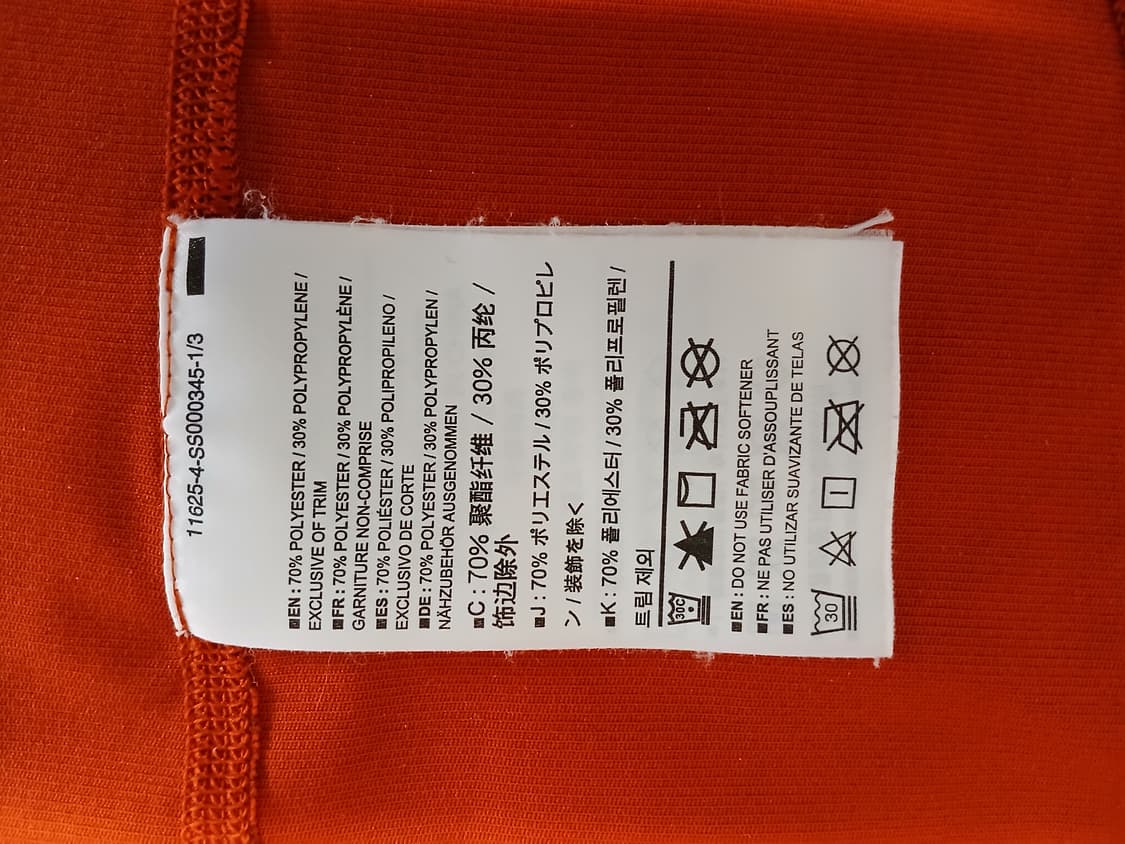 11625-4-SS000345-1/3
■EN : 70% POLYESTER / 30% POLYPROPYLENE /
EXCLUSIVE OF TRIM
■FR : 70% POLYESTER / 30% POLYPROPYLÈNE /
GARNITURE NON-COMPRISE
■ES : 70% POLIÉSTER / 30% POLIPROPILENO /
EXCLUSIVO DE CORTE
■DE : 70% POLYESTER / 30% POLYPROPYLEN /
NÄHZUBEHÖR AUSGENOMMEN
■C : 70% 聚酯纤维 / 30% 丙纶 /
饰边除外
■J : 70% ポリエステル / 30% ポリプロピレ
ン / 装飾を除く
■K : 70% 폴리에스터 / 30% 폴리프로필렌 /
트림 제외
30C
■EN : DO NOT USE FABRIC SOFTENER
■FR : NE PAS UTILISER D'ASSOUPLISSANT
■ES : NO UTILIZAR SUAVIZANTE DE TELAS
30